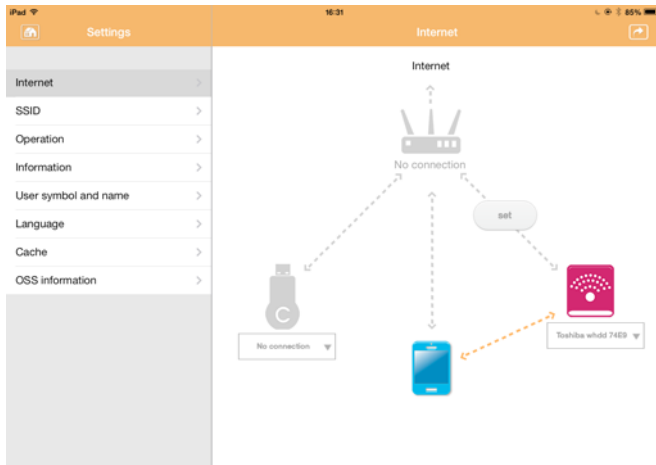 iPad 16:31 85%
Settings
Internet
Internet
SSID
Operation
Information
User symbol and name
Language
Cache
OSS information
Internet
No connection
set
C
No connection
Toshiba whdd 74E9